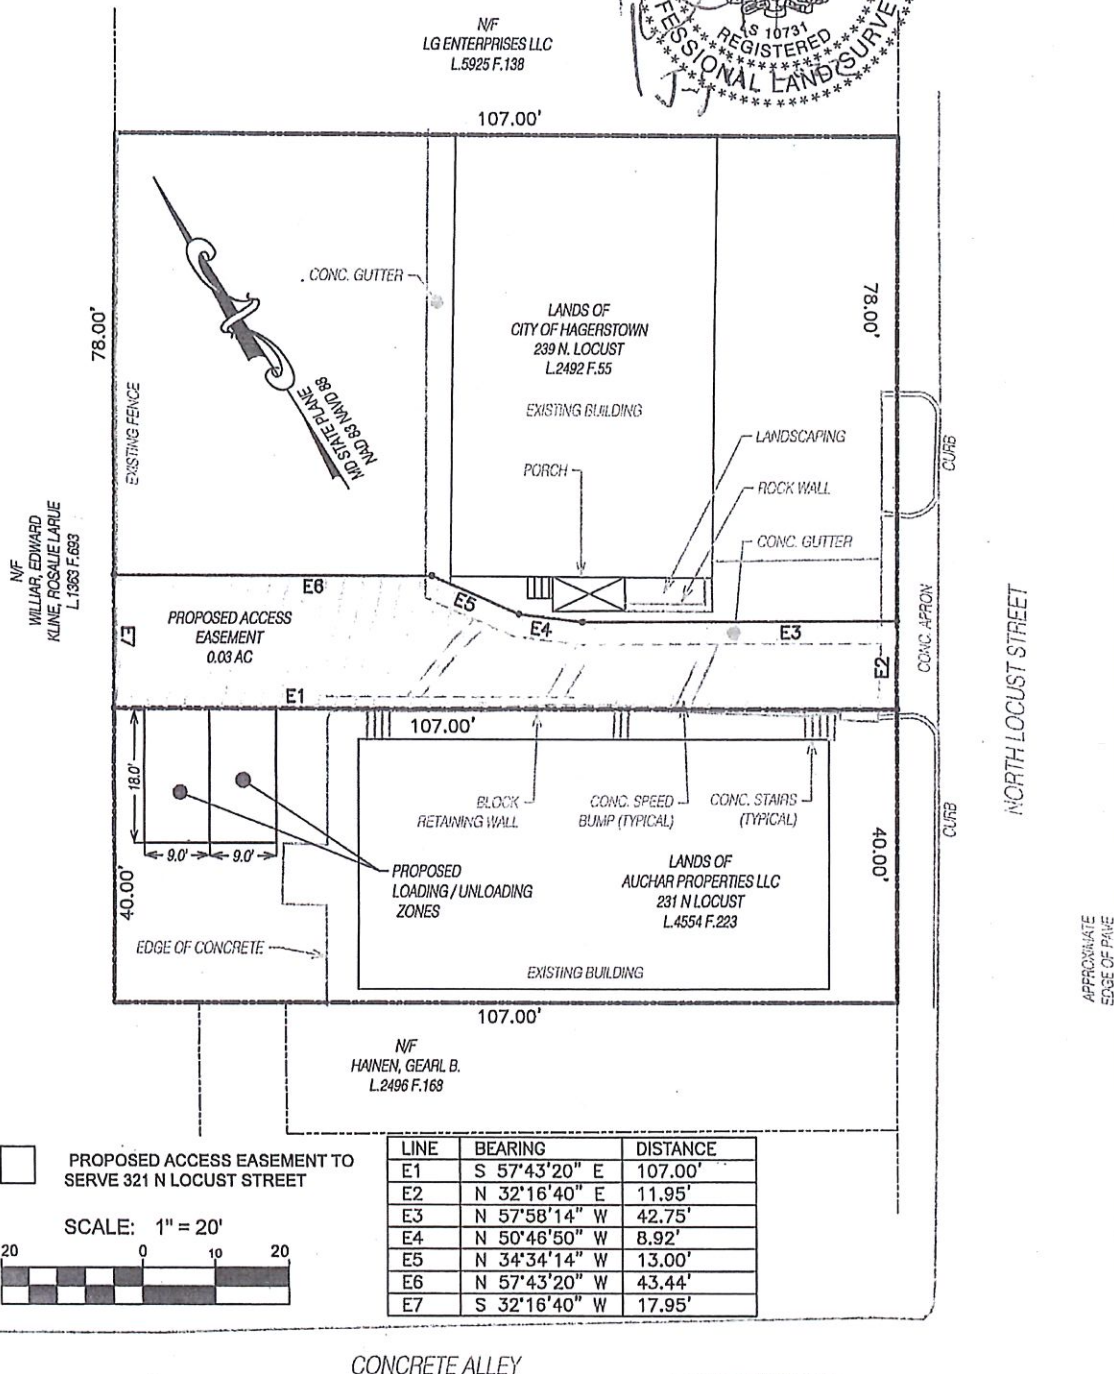 LS 10731
REGISTERED
PROFESSIONAL LAND SURVE
N/F
LG ENTERPRISES LLC
L.5925 F.138
107.00'
CONC. GUTTER
78.00'
EXISTING FENCE
MD STATE PLANE
NAD 83 NAVD 88
LANDS OF
CITY OF HAGERSTOWN
239 N. LOCUST
L.2492 F.55
EXISTING BUILDING
78.00'
LANDSCAPING
PORCH
ROCK WALL
CONC. GUTTER
CURB
N/F
WILLIAR, EDWARD
KLINE, ROSALIE LARUE
L.1363 F.693
E6
E5
E4
E3
E7
PROPOSED ACCESS
EASEMENT
0.03 AC
E2
CONC. APRON
NORTH LOCUST STREET
E1
107.00'
18.0'
9.0'
9.0'
BLOCK
RETAINING WALL
CONC. SPEED
BUMP (TYPICAL)
CONC. STAIRS
(TYPICAL)
CURB
40.00'
PROPOSED
LOADING / UNLOADING
ZONES
LANDS OF
AUCHAR PROPERTIES LLC
231 N LOCUST
L.4554 F.223
40.00'
EDGE OF CONCRETE
EXISTING BUILDING
APPROXIMATE
EDGE OF PAVE
107.00'
N/F
HAINEN, GEARL B.
L.2496 F.168
PROPOSED ACCESS EASEMENT TO
SERVE 321 N LOCUST STREET
SCALE: 1" = 20'
20 0 10 20
LINE BEARING DISTANCE
E1 S 57°43'20" E 107.00'
E2 N 32°16'40" E 11.95'
E3 N 57°58'14" W 42.75'
E4 N 50°46'50" W 8.92'
E5 N 34°34'14" W 13.00'
E6 N 57°43'20" W 43.44'
E7 S 32°16'40" W 17.95'
CONCRETE ALLEY